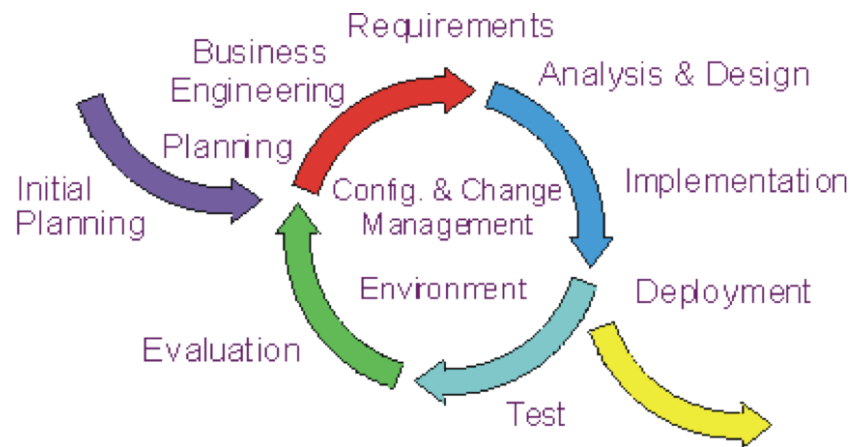 Requirements
Business
Engineering
Analysis & Design
Planning
Initial
Planning
Config. & Change
Management
Implementation
Environment
Deployment
Evaluation
Test